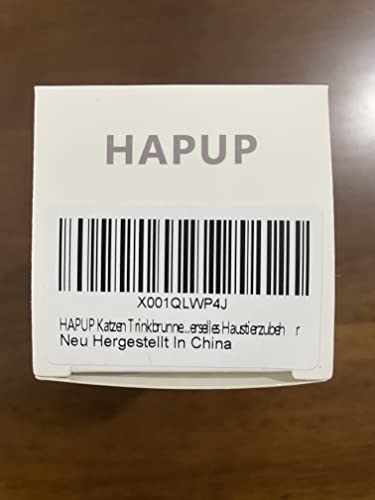 HAPUP
X001QLWP4J
HAPUP Katzen Trinkbrunne...erselles Haustierzubeh r
Neu Hergestellt In China